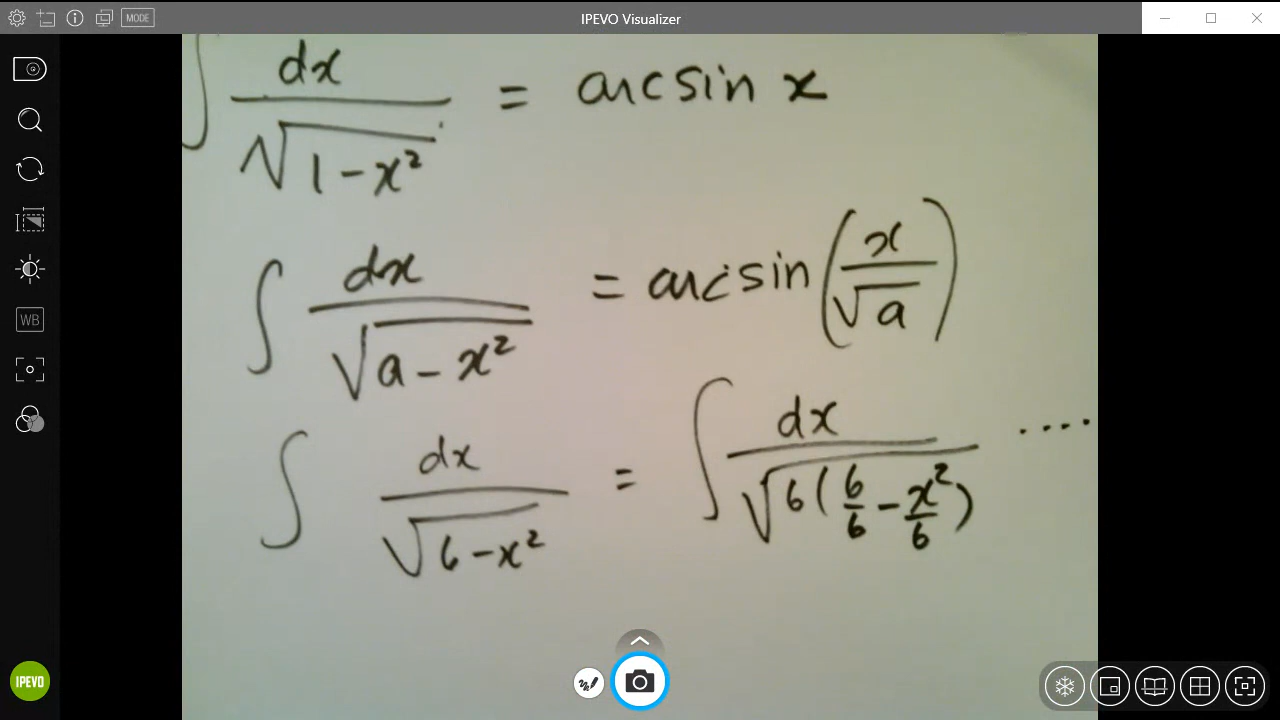 IPEVO Visualizer
MODE
WB
∫ dx / √(1-x²) = arcsin x
∫ dx / √(a-x²) = arcsin (x/√a)
∫ dx / √(6-x²) = ∫ dx / √(6(6/6 - x²/6)) ....
IPEVO